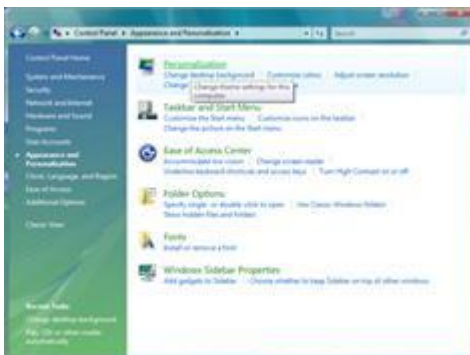 Control Panel ▸ Appearance and Personalization ▸
Search
Control Panel Home
System and Maintenance
Security
Network and Internet
Hardware and Sound
Programs
User Accounts
Appearance and
Personalization
Clock, Language, and Region
Ease of Access
Additional Options
Classic View
Recent Tasks
Change desktop background
Play CDs or other media
automatically
Personalization
Change desktop background
Customize colors
Adjust screen resolution
Change
Change theme settings for this
computer.
Taskbar and Start Menu
Customize the Start menu
Customize icons on the taskbar
Change the picture on the Start menu
Ease of Access Center
Accommodate low vision
Change screen reader
Underline keyboard shortcuts and access keys
Turn High Contrast on or off
Folder Options
Specify single- or double-click to open
Use Classic Windows folders
Show hidden files and folders
Fonts
Install or remove a font
Windows Sidebar Properties
Add gadgets to Sidebar
Choose whether to keep Sidebar on top of other windows